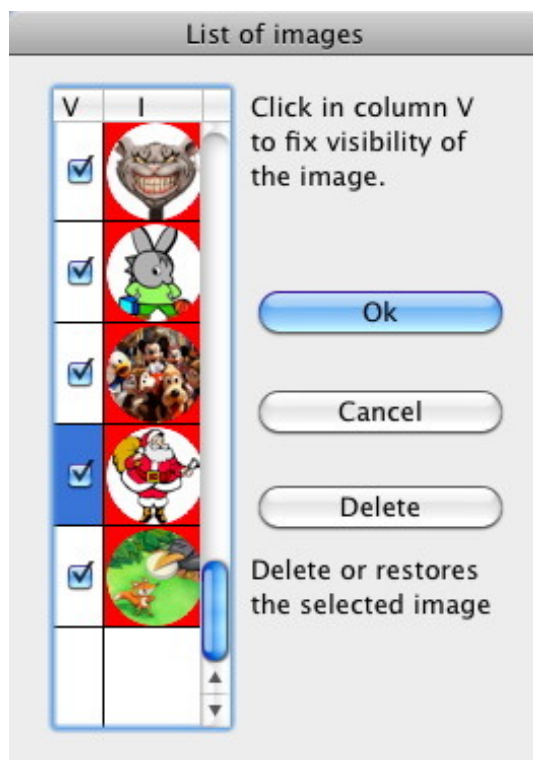 List of images
V I
Click in column V
to fix visibility of
the image.
Ok
Cancel
Delete
Delete or restores
the selected image